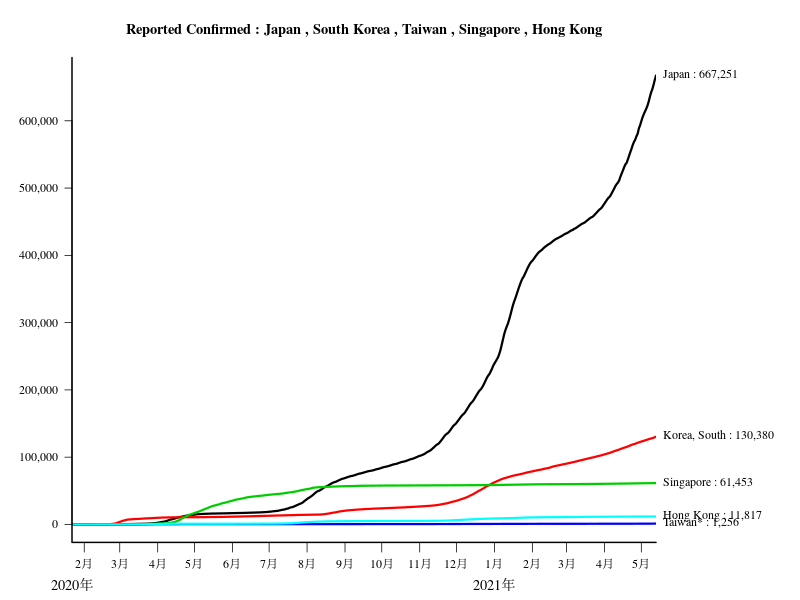 Reported Confirmed : Japan , South Korea , Taiwan , Singapore , Hong Kong
Japan : 667,251
600,000
500,000
400,000
300,000
200,000
100,000
0
Korea, South : 130,380
Singapore : 61,453
Hong Kong : 11,817
Taiwan* : 1,256
2月 3月 4月 5月 6月 7月 8月 9月 10月 11月 12月 1月 2月 3月 4月 5月
2020年 2021年